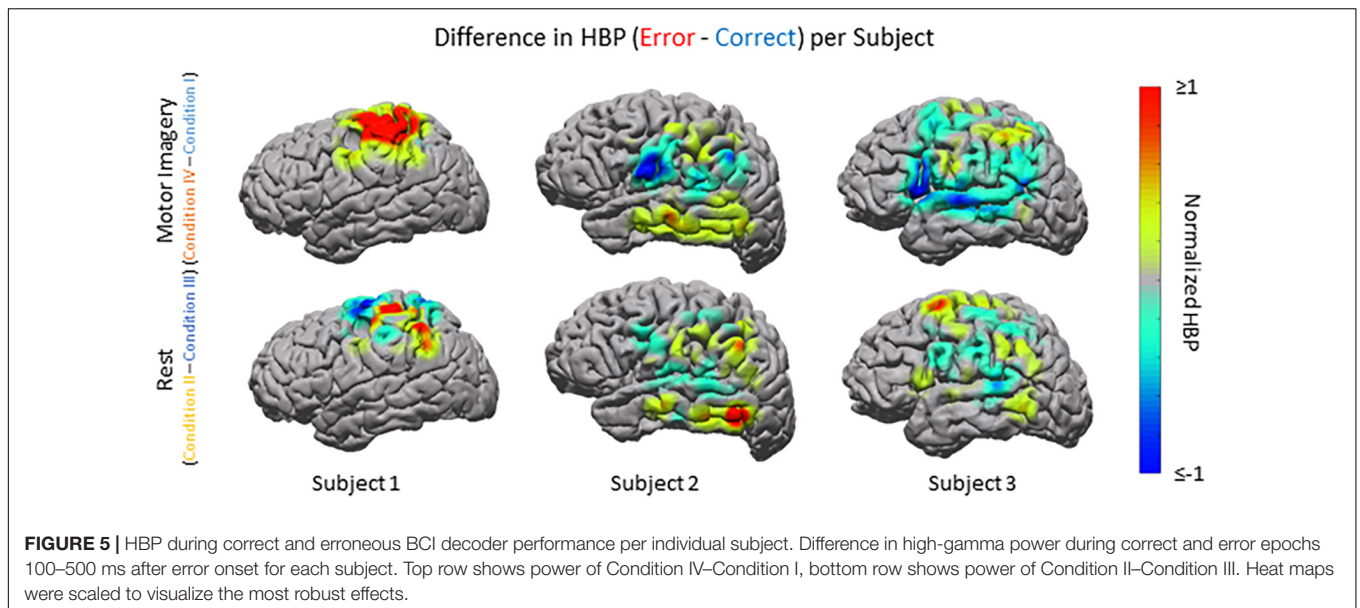 Difference in HBP (Error - Correct) per Subject
Motor Imagery
(Condition IV – Condition I)
Rest
(Condition II – Condition III)
Subject 1
Subject 2
Subject 3
≥1
Normalized HBP
≤-1
FIGURE 5 | HBP during correct and erroneous BCI decoder performance per individual subject. Difference in high-gamma power during correct and error epochs
100–500 ms after error onset for each subject. Top row shows power of Condition IV–Condition I, bottom row shows power of Condition II–Condition III. Heat maps
were scaled to visualize the most robust effects.